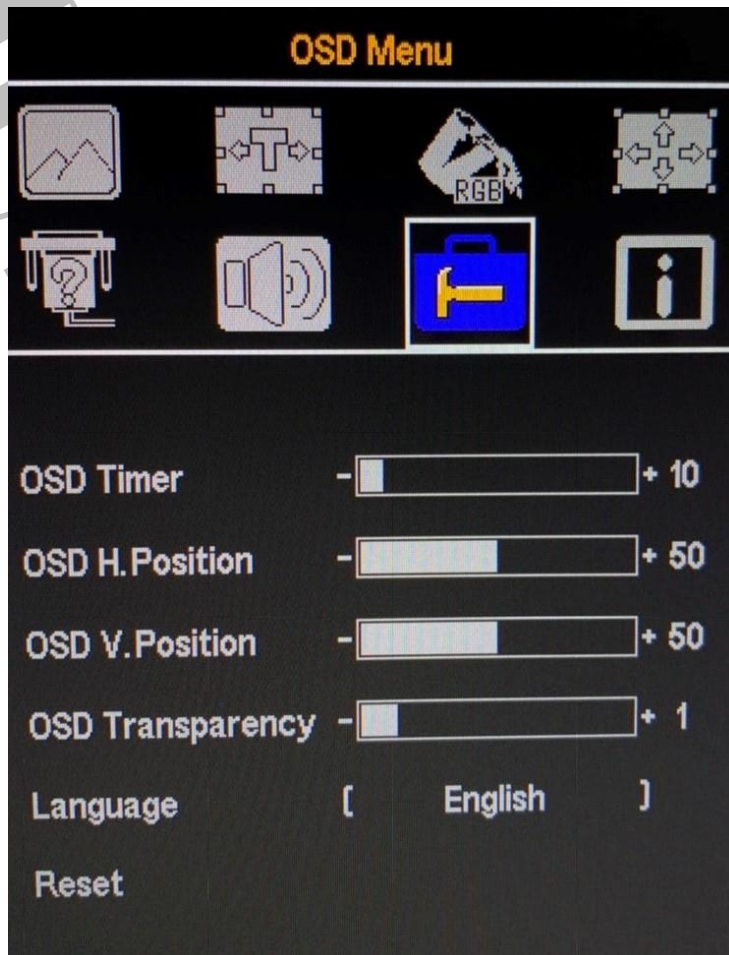 OSD Menu
T
RGB
?
i
OSD Timer - + 10
OSD H.Position - + 50
OSD V.Position - + 50
OSD Transparency - + 1
Language [ English ]
Reset